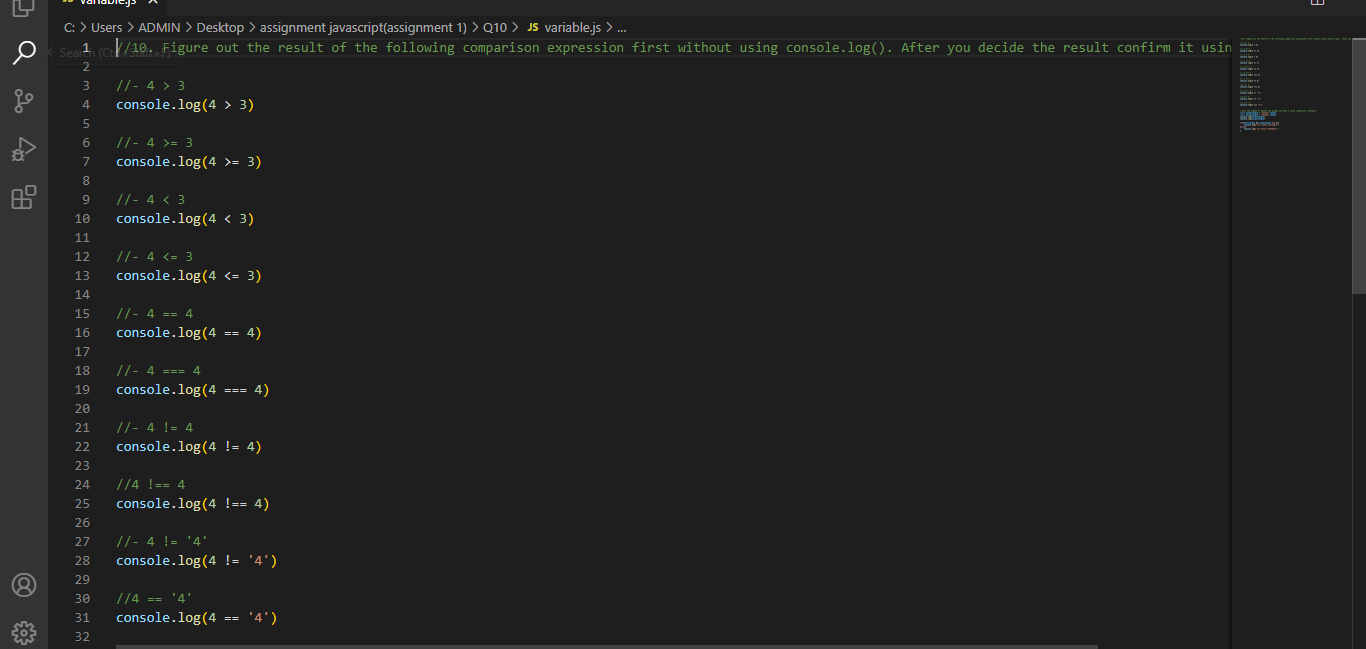 variable.js
C: > Users > ADMIN > Desktop > assignment javascript(assignment 1) > Q10 > JS variable.js > ...
Search (Ctrl+Shift+F)
1 //10. Figure out the result of the following comparison expression first without using console.log(). After you decide the result confirm it usin
2
3 //- 4 > 3
4 console.log(4 > 3)
5
6 //- 4 >= 3
7 console.log(4 >= 3)
8
9 //- 4 < 3
10 console.log(4 < 3)
11
12 //- 4 <= 3
13 console.log(4 <= 3)
14
15 //- 4 == 4
16 console.log(4 == 4)
17
18 //- 4 === 4
19 console.log(4 === 4)
20
21 //- 4 != 4
22 console.log(4 != 4)
23
24 //4 !== 4
25 console.log(4 !== 4)
26
27 //- 4 != '4'
28 console.log(4 != '4')
29
30 //4 == '4'
31 console.log(4 == '4')
32